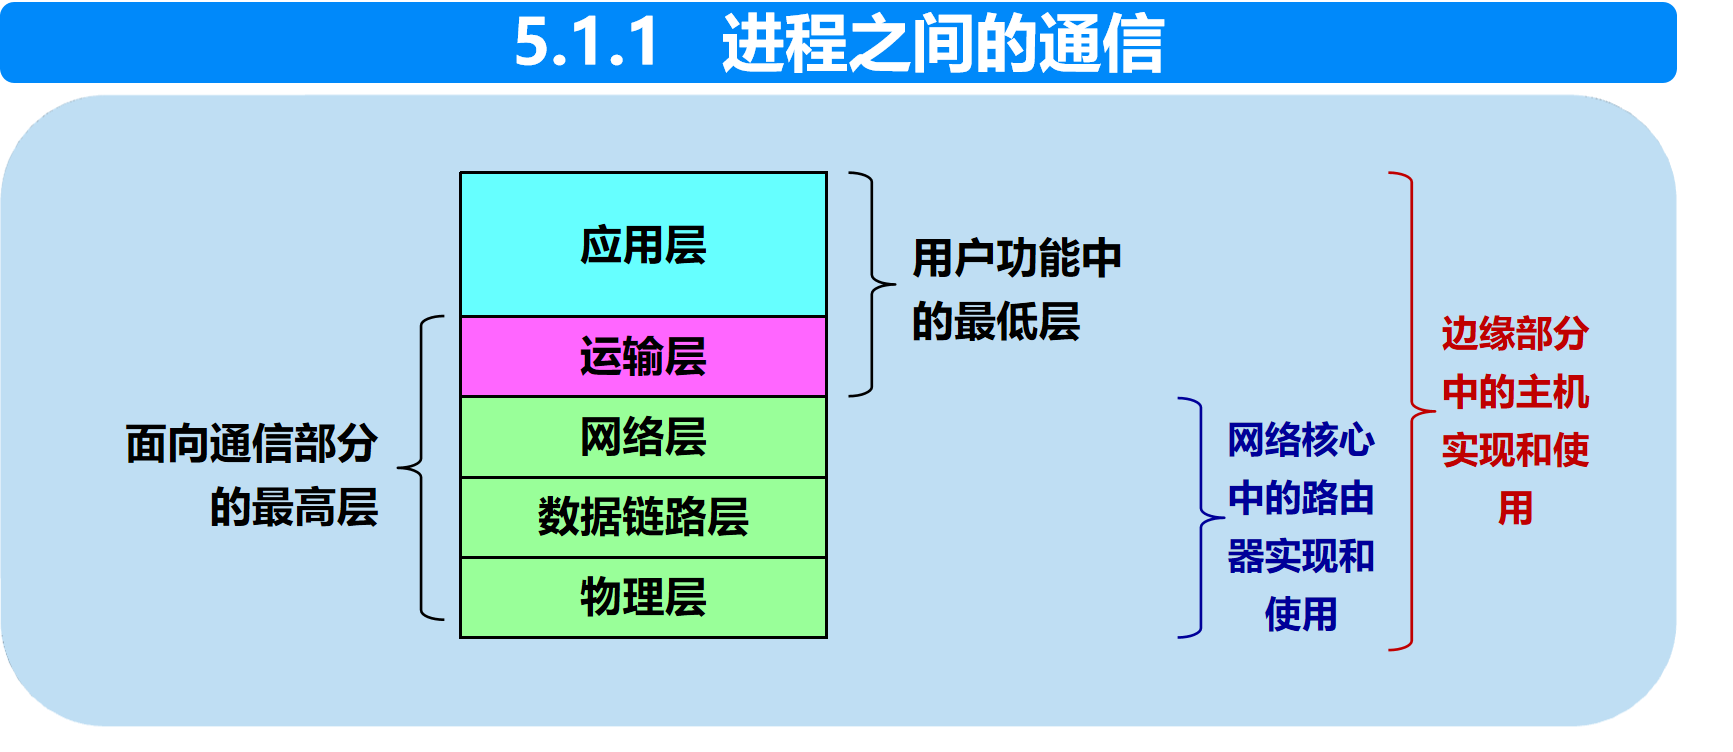 5.1.1 进程之间的通信
应用层
运输层
网络层
数据链路层
物理层
面向通信部分
的最高层
用户功能中
的最低层
网络核心
中的路由
器实现和
使用
边缘部分
中的主机
实现和使
用